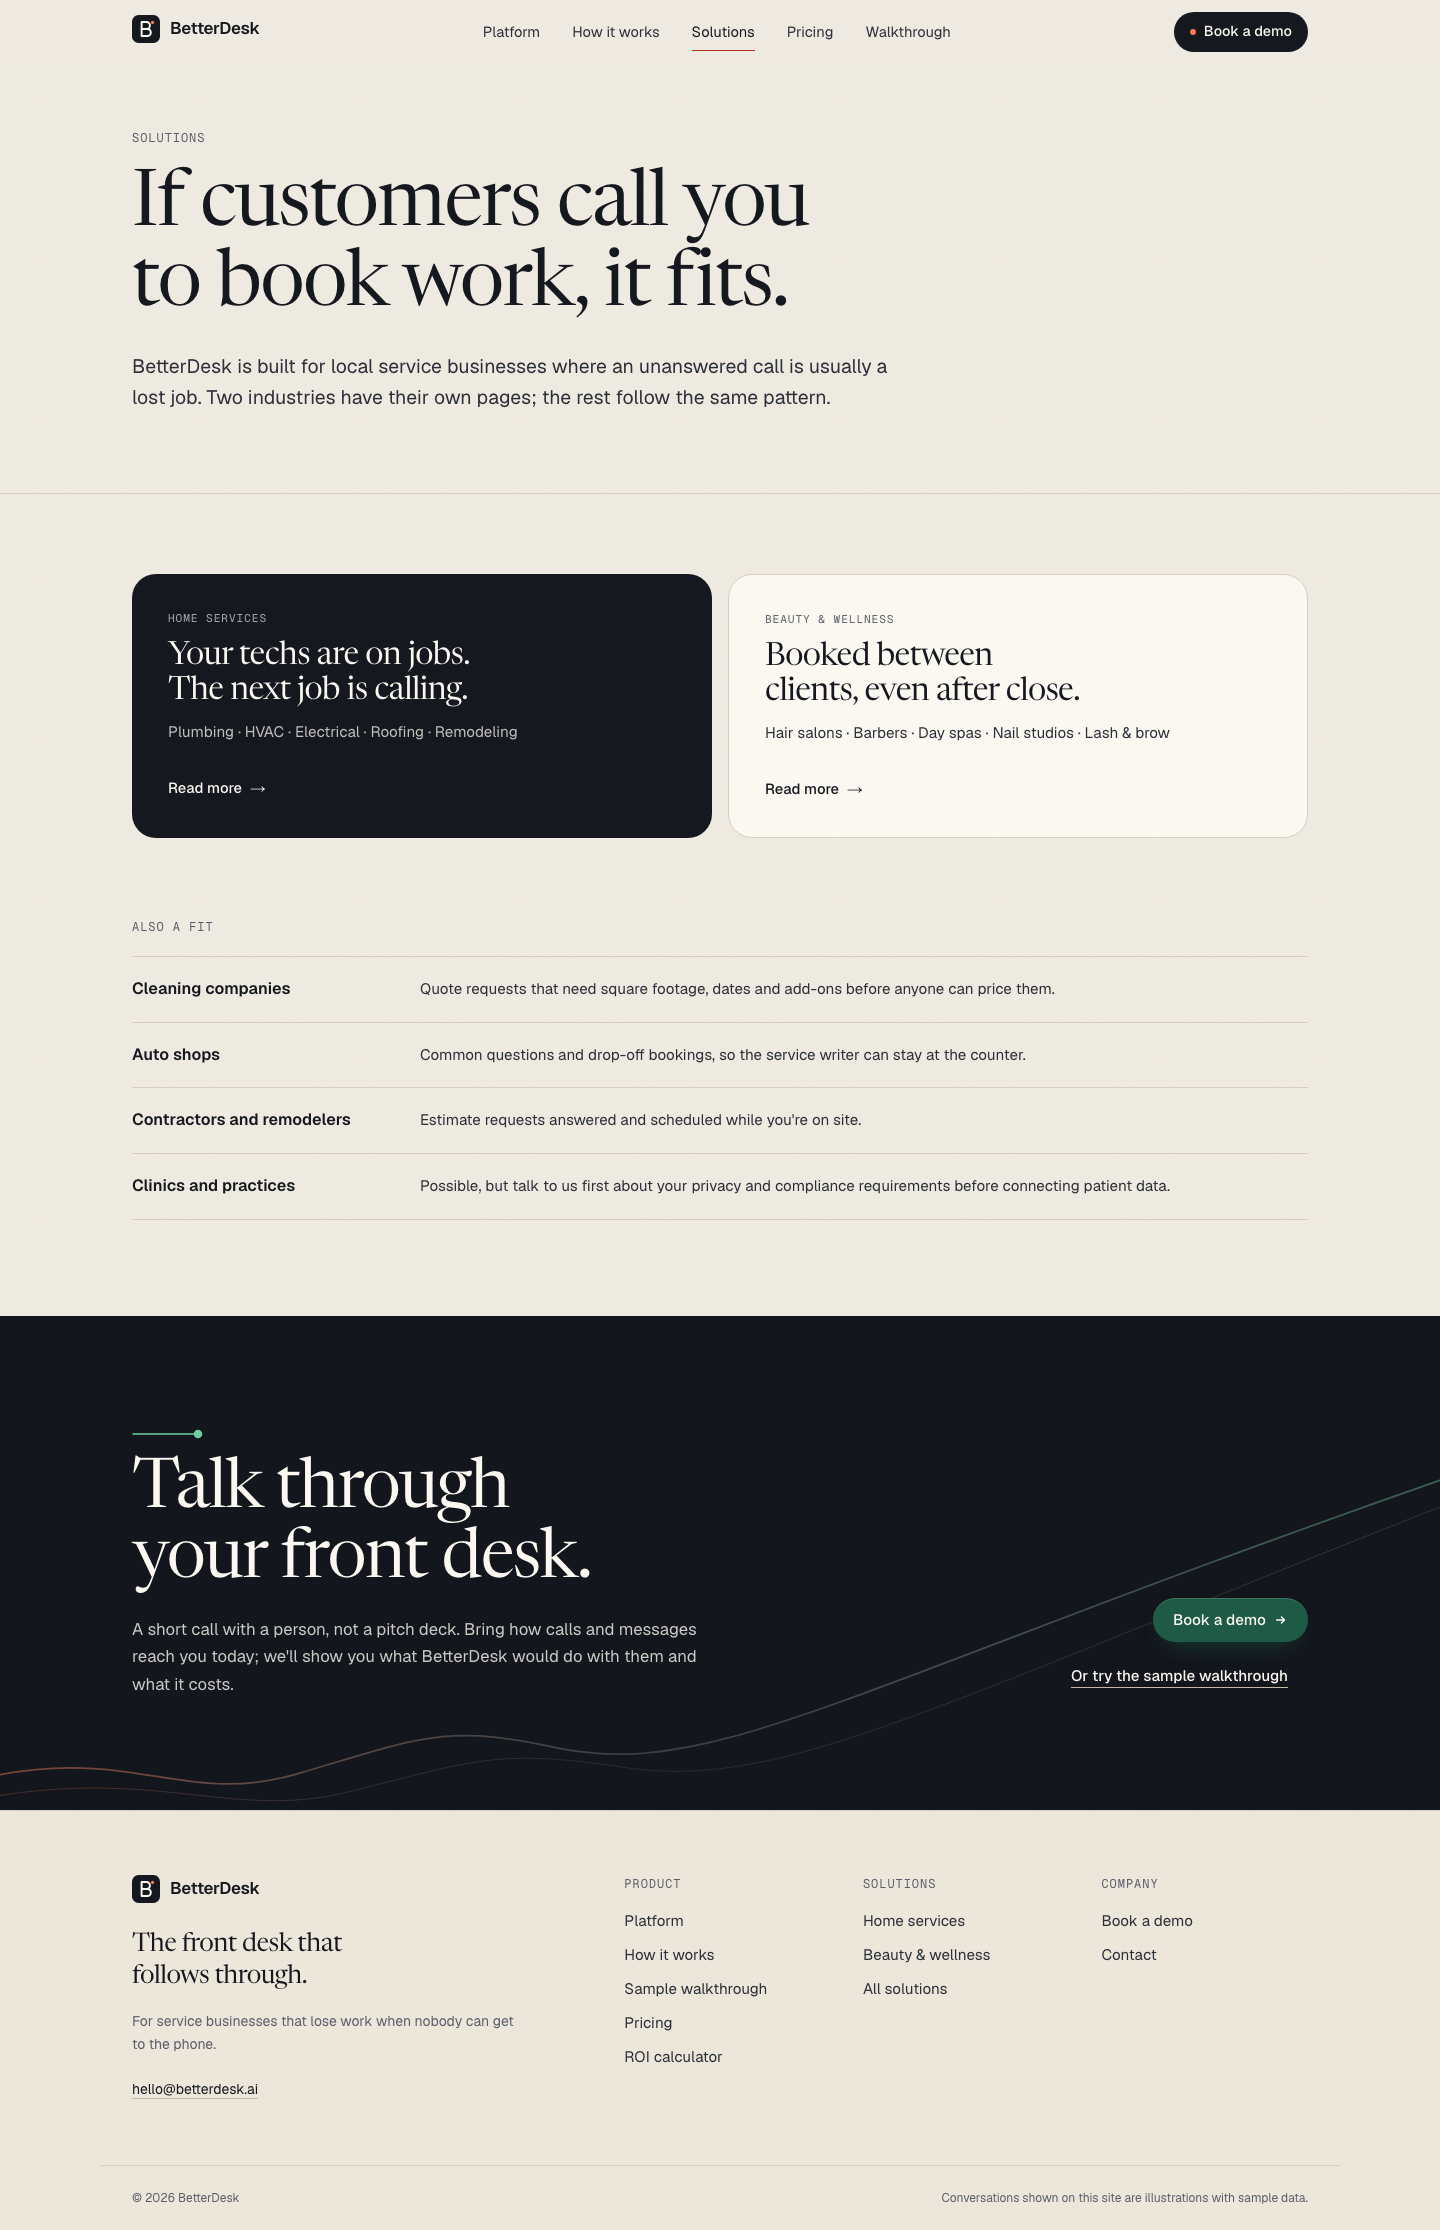 BetterDesk
Platform
How it works
Solutions
Pricing
Walkthrough
Book a demo
SOLUTIONS
If customers call you
to book work, it fits.
BetterDesk is built for local service businesses where an unanswered call is usually a
lost job. Two industries have their own pages; the rest follow the same pattern.
HOME SERVICES
Your techs are on jobs.
The next job is calling.
Plumbing · HVAC · Electrical · Roofing · Remodeling
Read more →
BEAUTY & WELLNESS
Booked between
clients, even after close.
Hair salons · Barbers · Day spas · Nail studios · Lash & brow
Read more →
ALSO A FIT
Cleaning companies
Quote requests that need square footage, dates and add-ons before anyone can price them.
Auto shops
Common questions and drop-off bookings, so the service writer can stay at the counter.
Contractors and remodelers
Estimate requests answered and scheduled while you're on site.
Clinics and practices
Possible, but talk to us first about your privacy and compliance requirements before connecting patient data.
Talk through
your front desk.
A short call with a person, not a pitch deck. Bring how calls and messages
reach you today; we'll show you what BetterDesk would do with them and
what it costs.
Book a demo →
Or try the sample walkthrough
BetterDesk
The front desk that
follows through.
For service businesses that lose work when nobody can get
to the phone.
hello@betterdesk.ai
PRODUCT
Platform
How it works
Sample walkthrough
Pricing
ROI calculator
SOLUTIONS
Home services
Beauty & wellness
All solutions
COMPANY
Book a demo
Contact
© 2026 BetterDesk
Conversations shown on this site are illustrations with sample data.